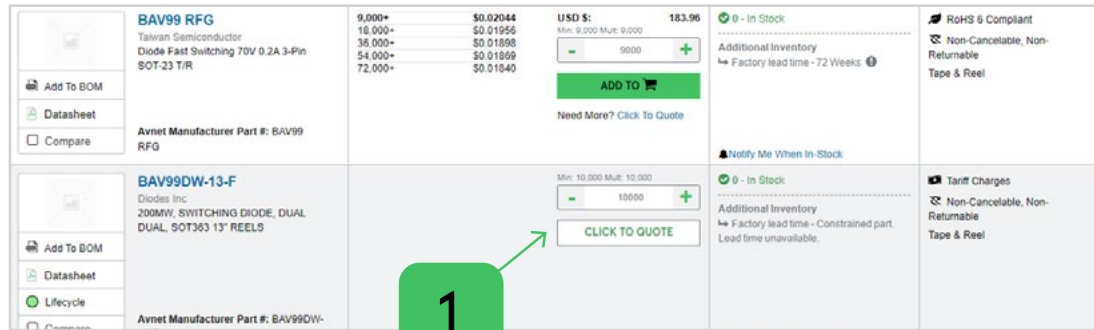 BAV99 RFG
Taiwan Semiconductor
Diode Fast Switching 70V 0.2A 3-Pin
SOT-23 T/R
Add To BOM
Datasheet
Compare
Avnet Manufacturer Part #: BAV99
RFG
9,000+ $0.02044
18,000+ $0.01956
36,000+ $0.01898
54,000+ $0.01869
72,000+ $0.01840
USD $: 183.96
Min: 9,000 Mult: 9,000
- 9000 +
ADD TO
Need More? Click To Quote
0 - In Stock
Additional Inventory
Factory lead time - 72 Weeks
Notify Me When In-Stock
RoHS 6 Compliant
Non-Cancelable, Non-
Returnable
Tape & Reel
BAV99DW-13-F
Diodes Inc
200MW, SWITCHING DIODE, DUAL
DUAL, SOT363 13" REELS
Add To BOM
Datasheet
Lifecycle
Compare
Avnet Manufacturer Part #: BAV99DW-
Min: 10,000 Mult: 10,000
- 10000 +
CLICK TO QUOTE
1
0 - In Stock
Additional Inventory
Factory lead time - Constrained part.
Lead time unavailable.
Tariff Charges
Non-Cancelable, Non-
Returnable
Tape & Reel